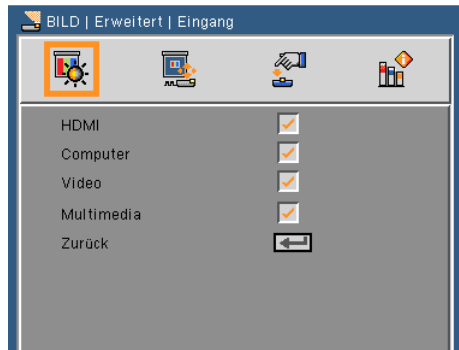 BILD | Erweitert | Eingang
HDMI
Computer
Video
Multimedia
Zurück